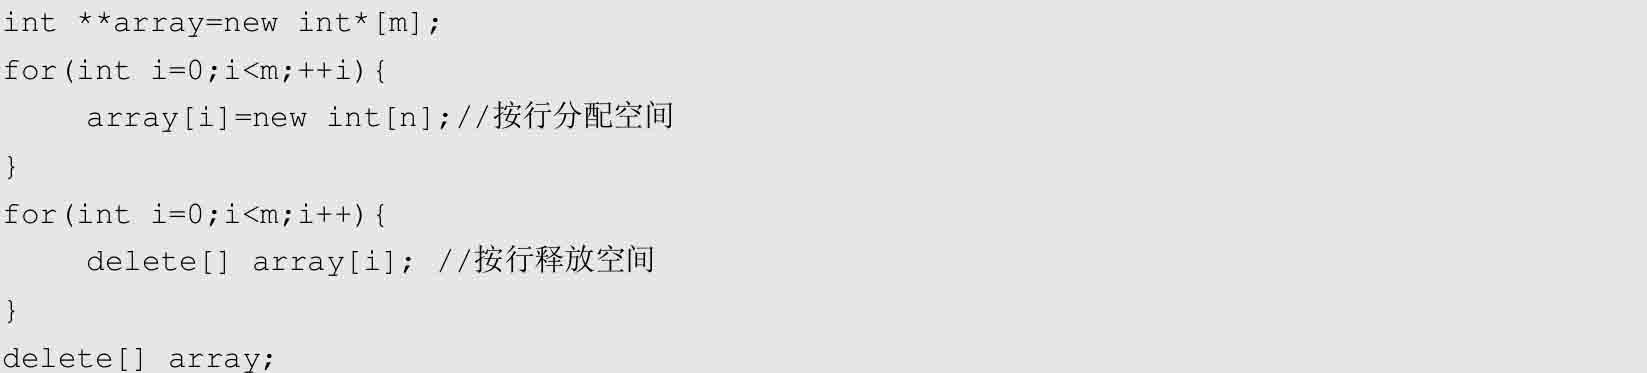 int **array=new int*[m];
for(int i=0;i<m;++i){
array[i]=new int[n];//按行分配空间
}
for(int i=0;i<m;i++){
delete[] array[i]; //按行释放空间
}
delete[] array;